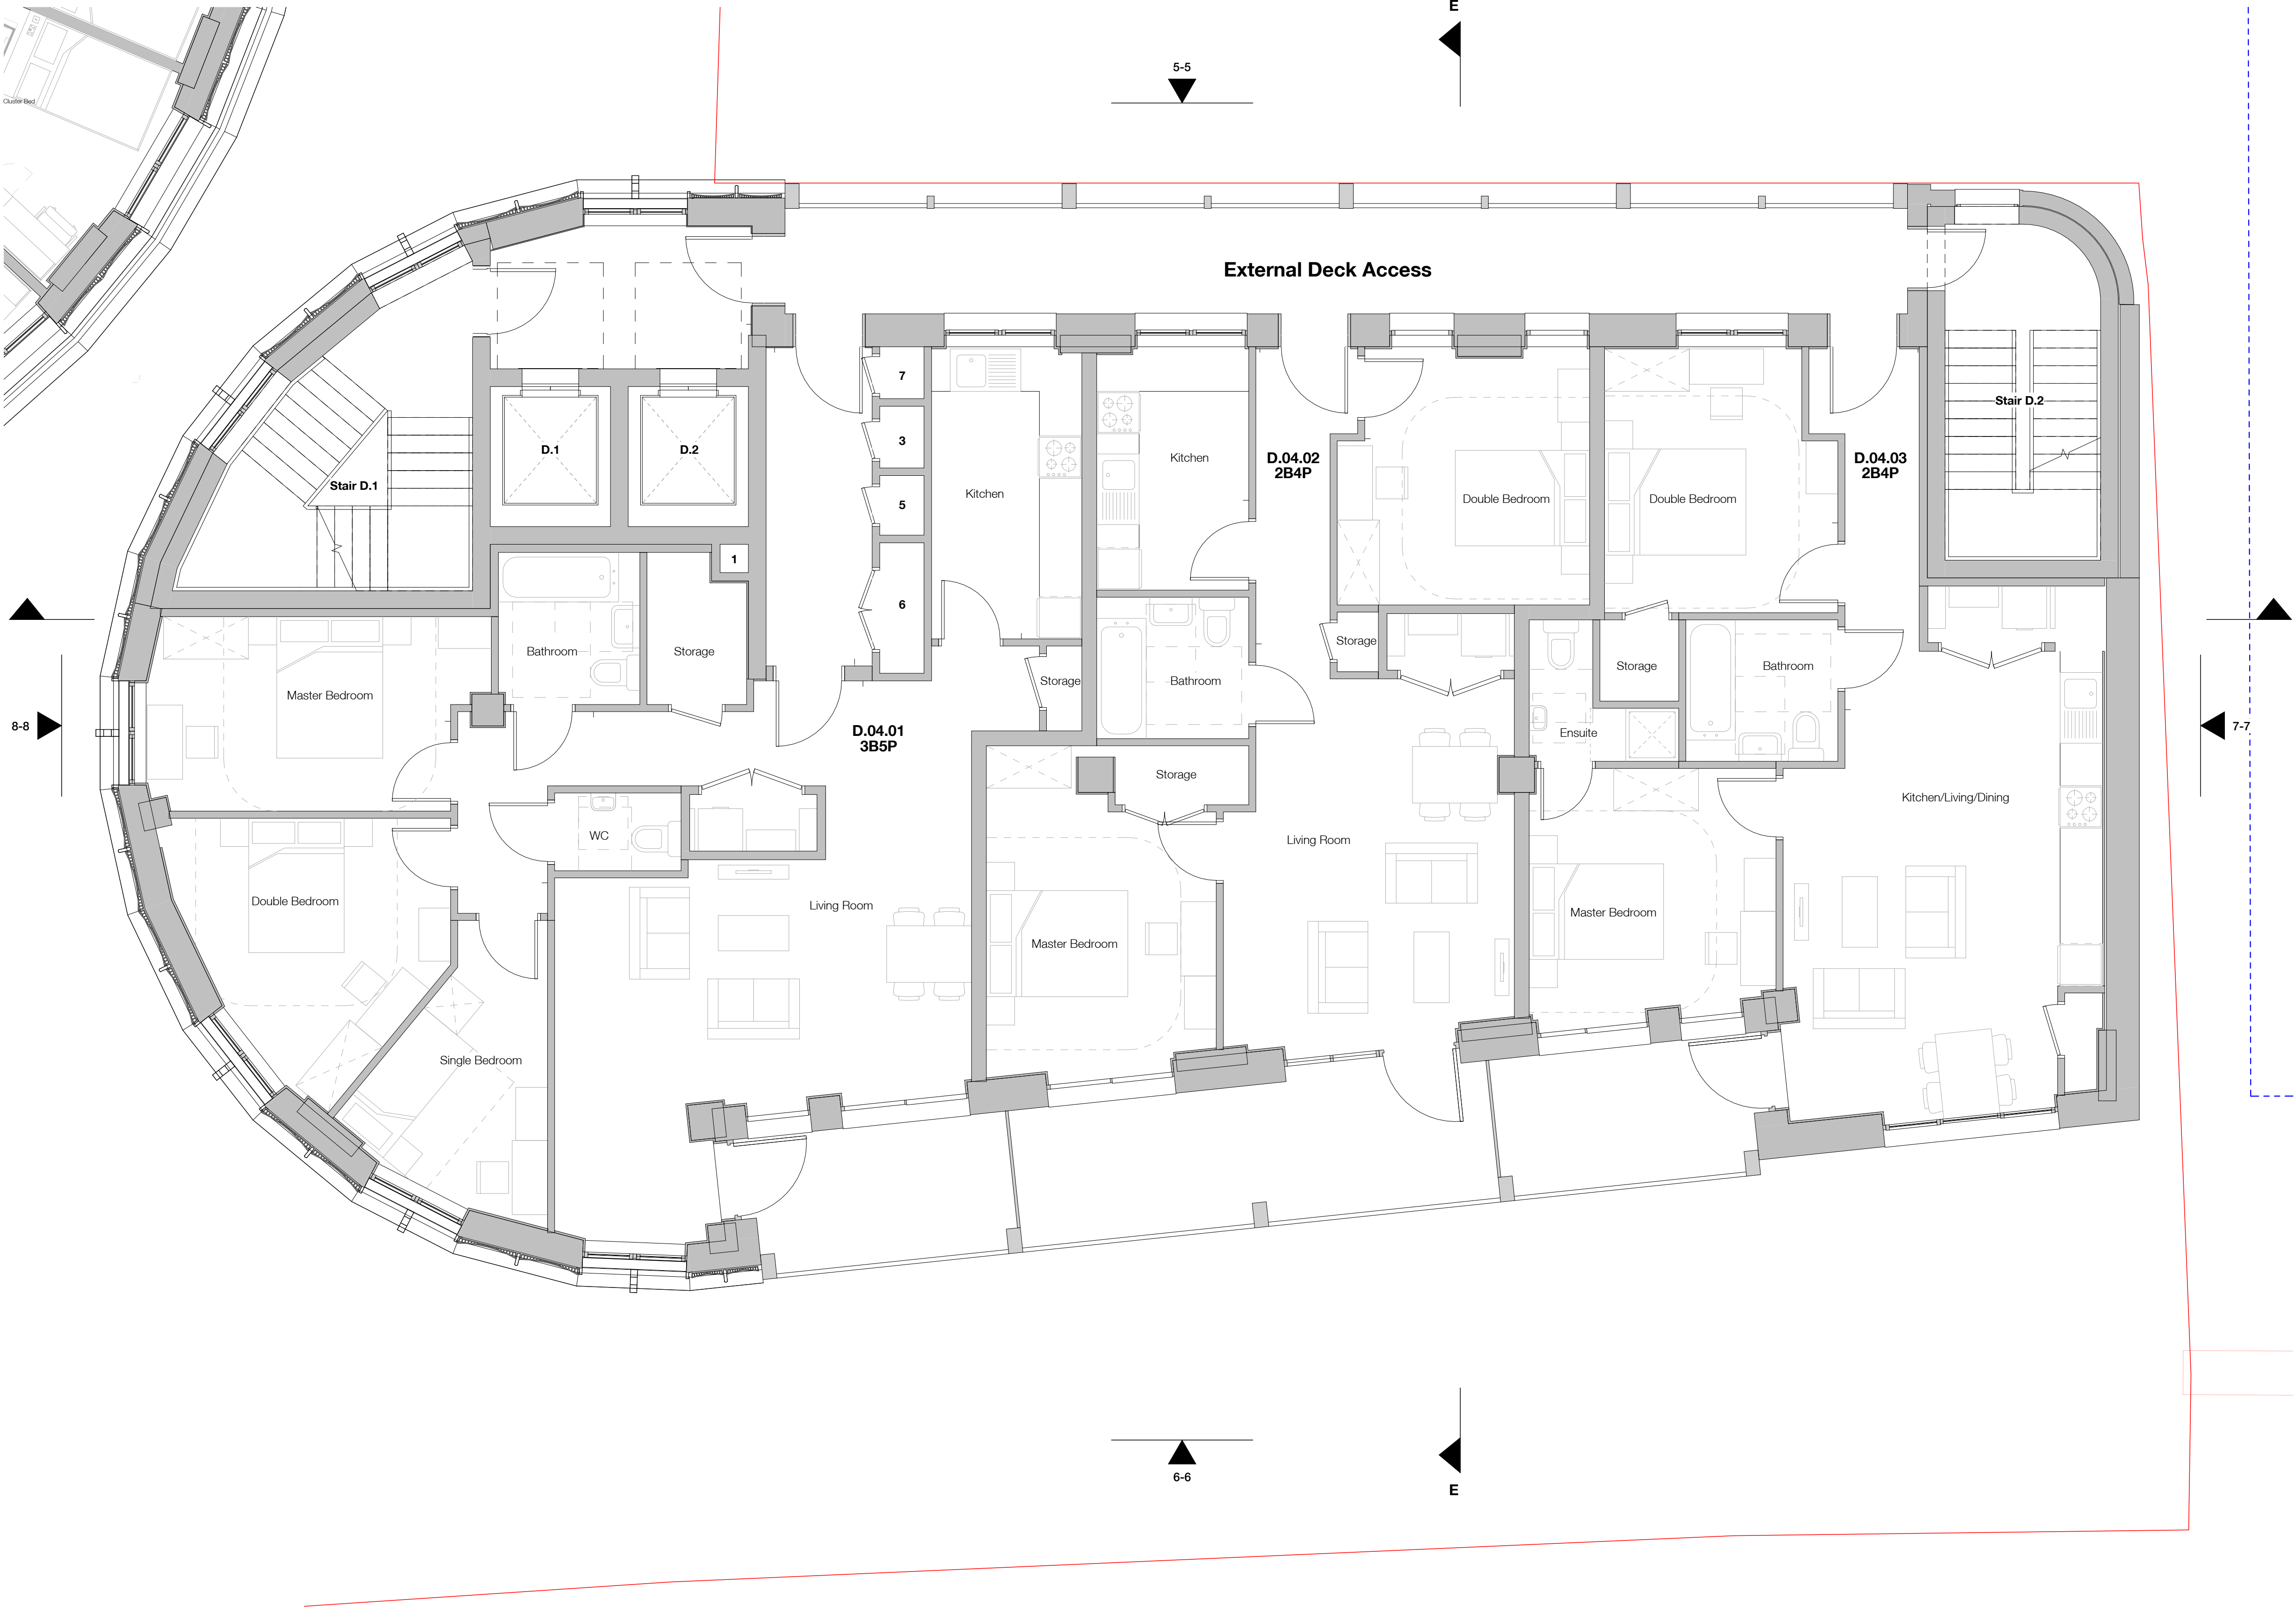 E
5-5
Cluster Bed
External Deck Access
7
3
5
6
D.1
D.2
Stair D.1
1
Kitchen
Kitchen
D.04.02
2B4P
Double Bedroom
Double Bedroom
D.04.03
2B4P
Stair D.2
Bathroom
Storage
Storage
Bathroom
Storage
Storage
Bathroom
Master Bedroom
8-8
D.04.01
3B5P
Ensuite
7-7
Storage
Kitchen/Living/Dining
WC
Living Room
Double Bedroom
Living Room
Master Bedroom
Master Bedroom
Single Bedroom
6-6
E